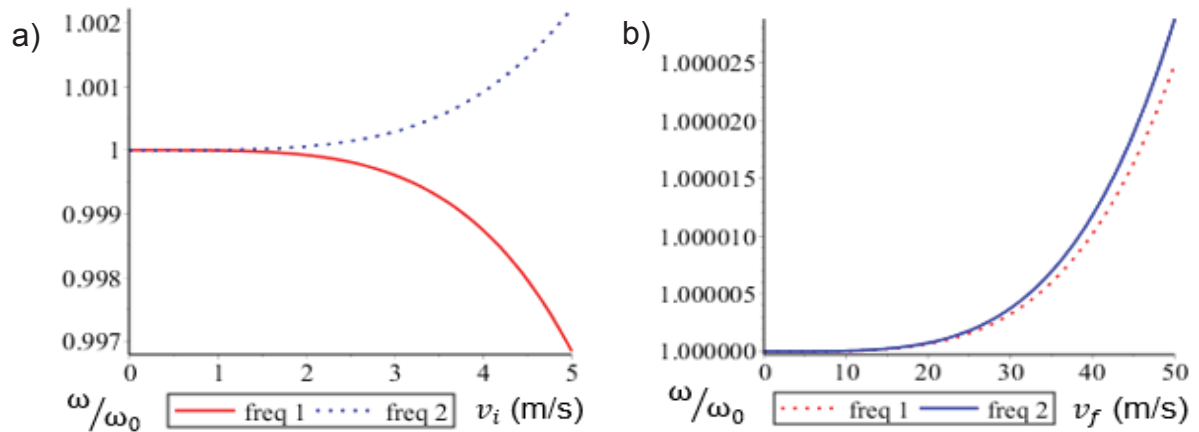 a)
1.002
1.001
1
0.999
0.998
0.997
0 1 2 3 4 5
ω/ω₀ freq 1 freq 2 vᵢ (m/s)
b)
1.000025
1.000020
1.000015
1.000010
1.000005
1.000000
0 10 20 30 40 50
ω/ω₀ freq 1 freq 2 v_f (m/s)